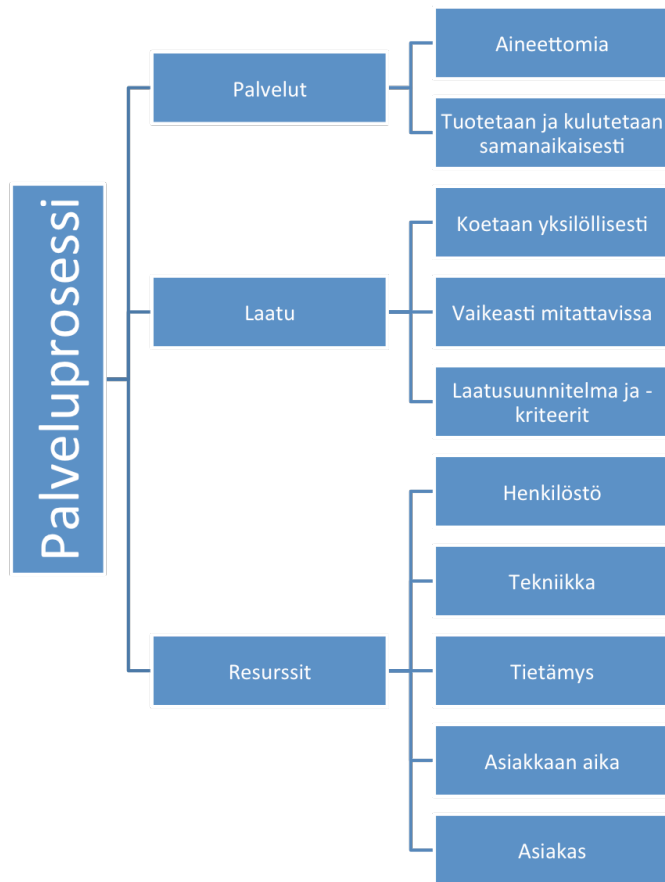 Palveluprosessi
Palvelut
Aineettomia
Tuotetaan ja kulutetaan
samanaikaisesti
Laatu
Koetaan yksilöllisesti
Vaikeasti mitattavissa
Laatusuunnitelma ja -
kriteerit
Resurssit
Henkilöstö
Tekniikka
Tietämys
Asiakkaan aika
Asiakas